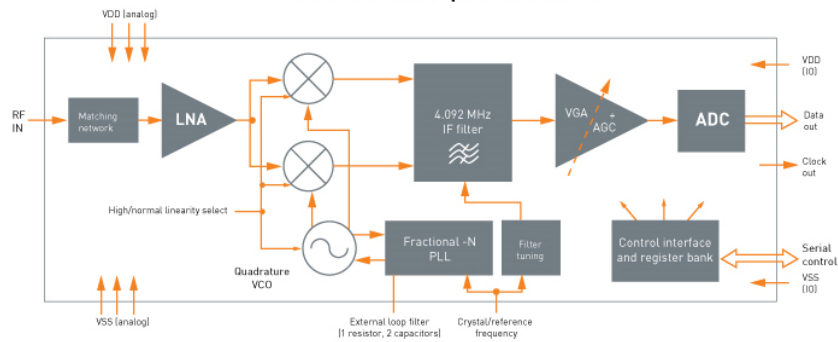 VDD (analog)
VDD
(IO)
RF
IN
Matching
network
LNA
4.092 MHz
IF filter
VGA
+
AGC
ADC
Data
out
Clock
out
High/normal linearity select
Quadrature
VCO
Fractional -N
PLL
Filter
tuning
Control interface
and register bank
Serial
control
VSS
(IO)
VSS (analog)
External loop filter
(1 resistor, 2 capacitors)
Crystal/reference
frequency